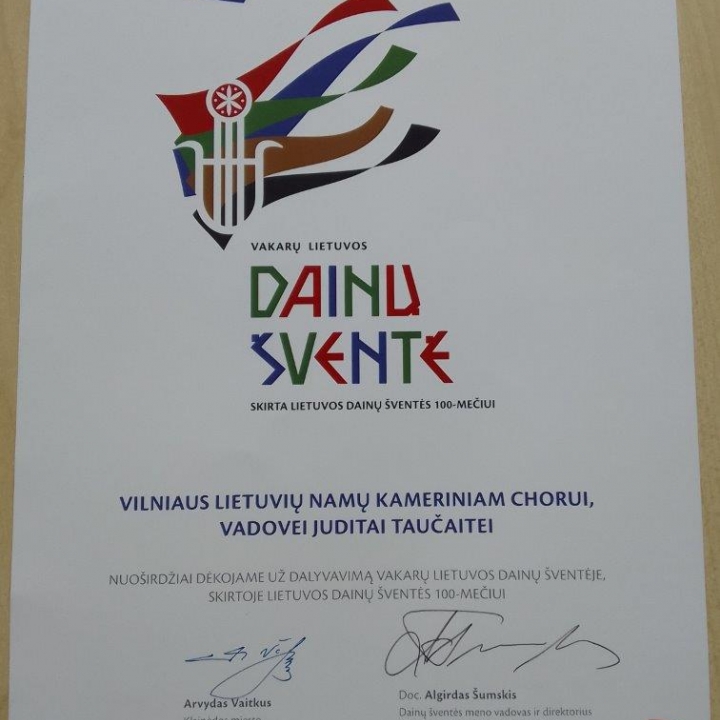 VAKARŲ LIETUVOS
DAINŲ
ŠVENTĖ
SKIRTA LIETUVOS DAINŲ ŠVENTĖS 100-MEČIUI
VILNIAUS LIETUVIŲ NAMŲ KAMERINIAM CHORUI,
VADOVEI JUDITAI TAUČAITEI
NUOŠIRDŽIAI DĖKOJAME UŽ DALYVAVIMĄ VAKARŲ LIETUVOS DAINŲ ŠVENTĖJE,
SKIRTOJE LIETUVOS DAINŲ ŠVENTĖS 100-MEČIUI
Arvydas Vaitkus
Doc. Algirdas Šumskis
Dainų šventės meno vadovas ir direktorius